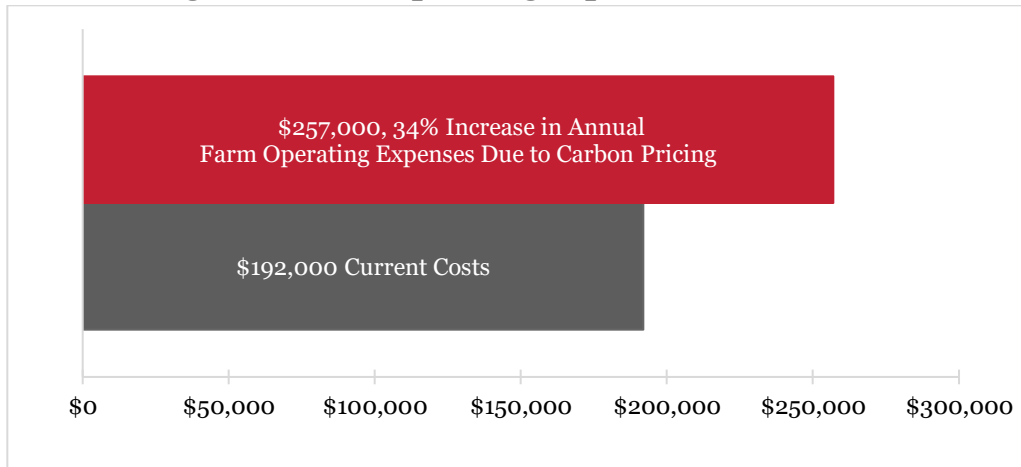 $257,000, 34% Increase in Annual
Farm Operating Expenses Due to Carbon Pricing
$192,000 Current Costs
$0 $50,000 $100,000 $150,000 $200,000 $250,000 $300,000